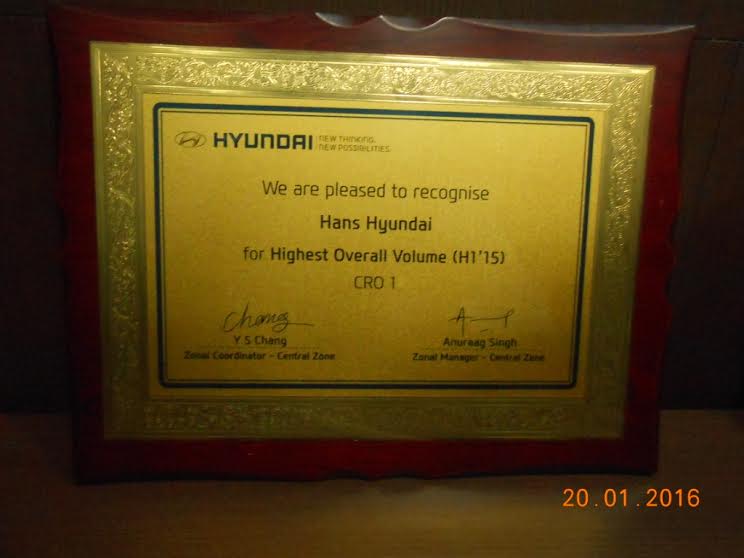 HYUNDAI
NEW THINKING.
NEW POSSIBILITIES.
We are pleased to recognise
Hans Hyundai
for Highest Overall Volume (H1'15)
CRO 1
Chang
Y S Chang
Zonal Coordinator - Central Zone
Anuraag Singh
Zonal Manager - Central Zone
20.01.2016